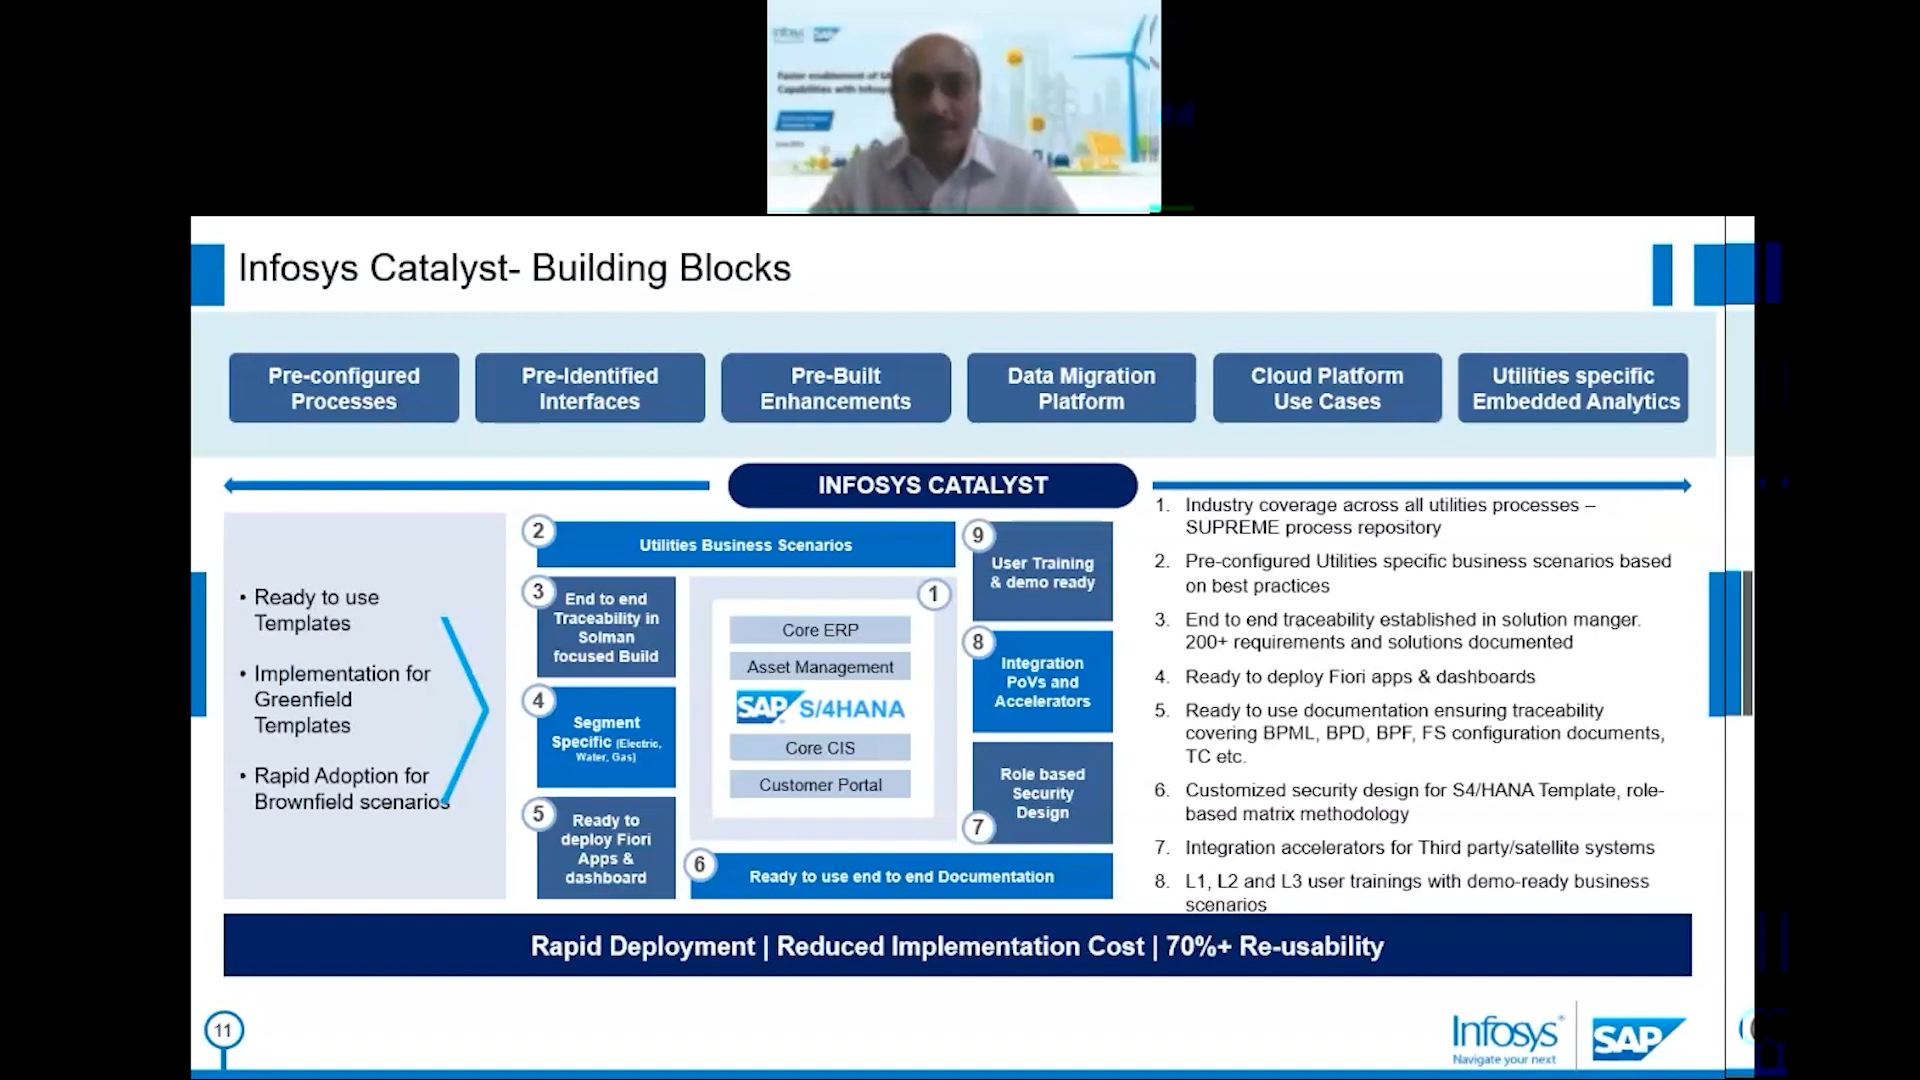 Infosys SAP
Faster enablement of
Capabilities with Infosys
Infosys Catalyst- Building Blocks
Pre-configured
Processes
Pre-Identified
Interfaces
Pre-Built
Enhancements
Data Migration
Platform
Cloud Platform
Use Cases
Utilities specific
Embedded Analytics
INFOSYS CATALYST
• Ready to use
Templates
• Implementation for
Greenfield
Templates
• Rapid Adoption for
Brownfield scenarios
2
Utilities Business Scenarios
3
End to end
Traceability in
Solman
focused Build
4
Segment
Specific (Electric,
Water, Gas)
5
Ready to
deploy Fiori
Apps &
dashboard
1
Core ERP
Asset Management
SAP S/4HANA
Core CIS
Customer Portal
6
Ready to use end to end Documentation
9
User Training
& demo ready
8
Integration
PoVs and
Accelerators
Role based
Security
Design
7
1. Industry coverage across all utilities processes –
SUPREME process repository
2. Pre-configured Utilities specific business scenarios based
on best practices
3. End to end traceability established in solution manger.
200+ requirements and solutions documented
4. Ready to deploy Fiori apps & dashboards
5. Ready to use documentation ensuring traceability
covering BPML, BPD, BPF, FS configuration documents,
TC etc.
6. Customized security design for S4/HANA Template, role-
based matrix methodology
7. Integration accelerators for Third party/satellite systems
8. L1, L2 and L3 user trainings with demo-ready business
scenarios
Rapid Deployment | Reduced Implementation Cost | 70%+ Re-usability
11
Infosys®
Navigate your next
SAP